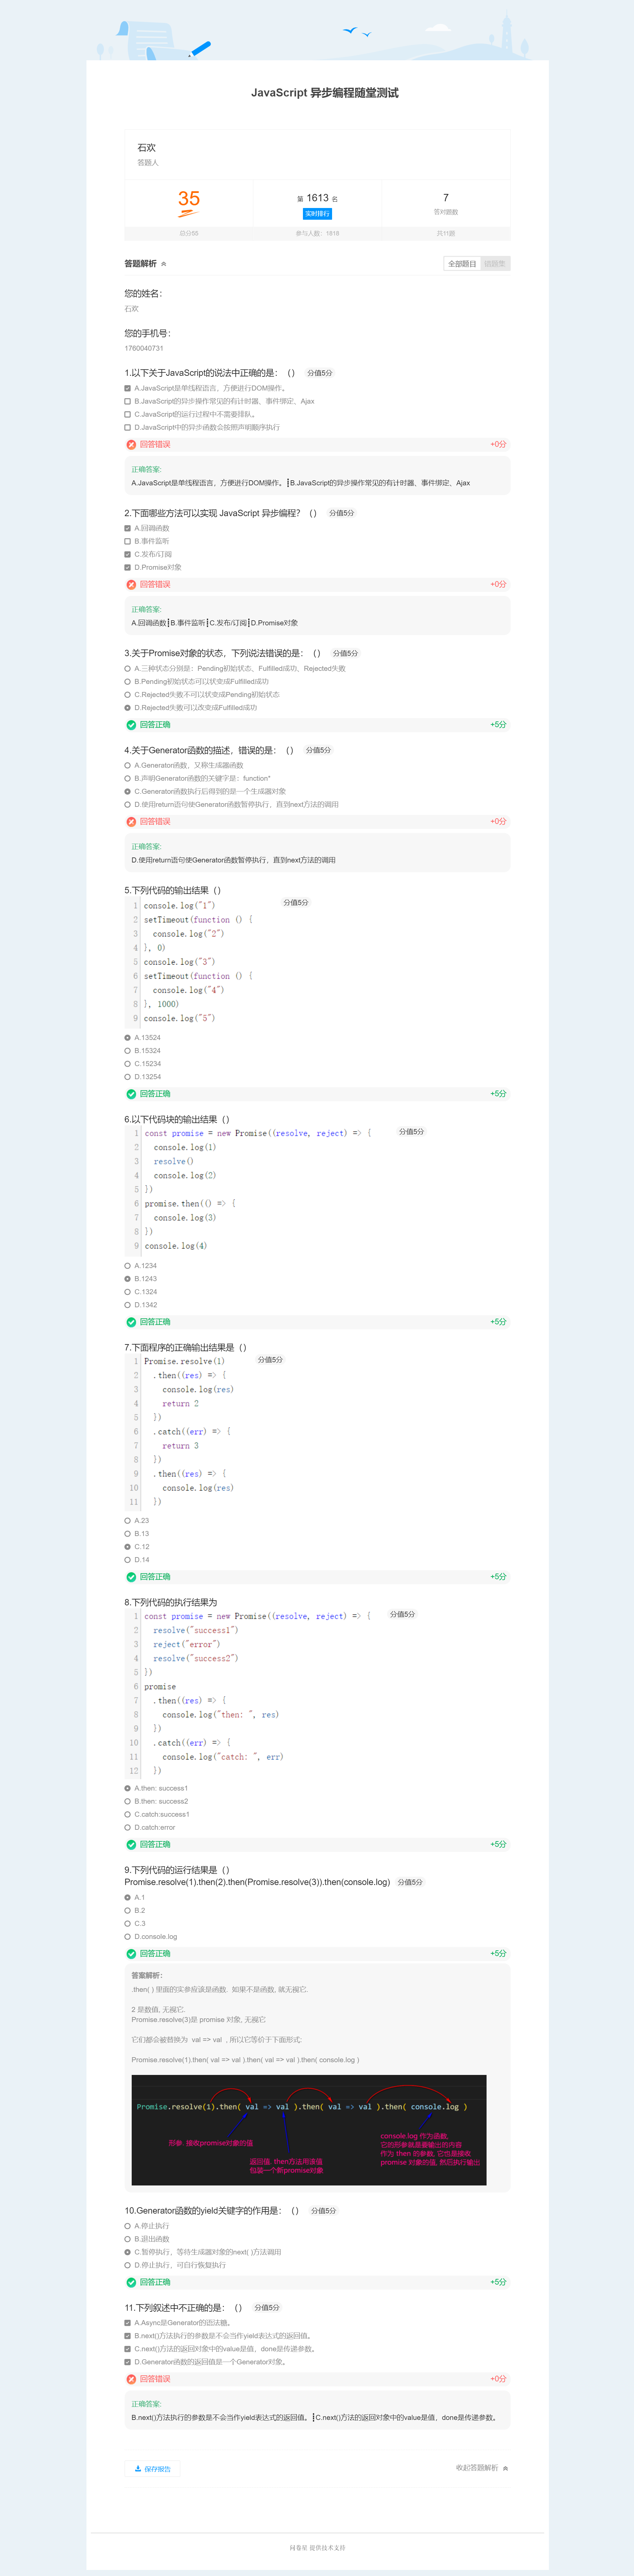 JavaScript 异步编程随堂测试
石欢
答题人
35
第 1613 名
7
实时排行
答对题数
总分55
参与人数：1818
共11题
答题解析
全部题目 错题集
您的姓名：
石欢
您的手机号：
1760040731
1.以下关于JavaScript的说法中正确的是：（） 分值5分
A.JavaScript是单线程语言，方便进行DOM操作。
B.JavaScript的异步操作常见的有计时器、事件绑定、Ajax
C.JavaScript的运行过程中不需要排队。
D.JavaScript中的异步函数会按照声明顺序执行
回答错误 +0分
正确答案:
A.JavaScript是单线程语言，方便进行DOM操作。┇B.JavaScript的异步操作常见的有计时器、事件绑定、Ajax
2.下面哪些方法可以实现 JavaScript 异步编程？（） 分值5分
A.回调函数
B.事件监听
C.发布/订阅
D.Promise对象
回答错误 +0分
正确答案:
A.回调函数┇B.事件监听┇C.发布/订阅┇D.Promise对象
3.关于Promise对象的状态，下列说法错误的是：（） 分值5分
A.三种状态分别是：Pending初始状态、Fulfilled成功、Rejected失败
B.Pending初始状态可以状变成Fulfilled成功
C.Rejected失败不可以状变成Pending初始状态
D.Rejected失败可以改变成Fulfilled成功
回答正确 +5分
4.关于Generator函数的描述，错误的是：（） 分值5分
A.Generator函数，又称生成器函数
B.声明Generator函数的关键字是：function*
C.Generator函数执行后得到的是一个生成器对象
D.使用return语句使Generator函数暂停执行，直到next方法的调用
回答错误 +0分
正确答案:
D.使用return语句使Generator函数暂停执行，直到next方法的调用
5.下列代码的输出结果（）
1 console.log("1") 分值5分
2 setTimeout(function () {
3 console.log("2")
4 }, 0)
5 console.log("3")
6 setTimeout(function () {
7 console.log("4")
8 }, 1000)
9 console.log("5")
A.13524
B.15324
C.15234
D.13254
回答正确 +5分
6.以下代码块的输出结果（）
1 const promise = new Promise((resolve, reject) => { 分值5分
2 console.log(1)
3 resolve()
4 console.log(2)
5 })
6 promise.then(() => {
7 console.log(3)
8 })
9 console.log(4)
A.1234
B.1243
C.1324
D.1342
回答正确 +5分
7.下面程序的正确输出结果是（）
1 Promise.resolve(1) 分值5分
2 .then((res) => {
3 console.log(res)
4 return 2
5 })
6 .catch((err) => {
7 return 3
8 })
9 .then((res) => {
10 console.log(res)
11 })
A.23
B.13
C.12
D.14
回答正确 +5分
8.下列代码的执行结果为
1 const promise = new Promise((resolve, reject) => { 分值5分
2 resolve("success1")
3 reject("error")
4 resolve("success2")
5 })
6 promise
7 .then((res) => {
8 console.log("then: ", res)
9 })
10 .catch((err) => {
11 console.log("catch: ", err)
12 })
A.then: success1
B.then: success2
C.catch:success1
D.catch:error
回答正确 +5分
9.下列代码的运行结果是（）
Promise.resolve(1).then(2).then(Promise.resolve(3)).then(console.log) 分值5分
A.1
B.2
C.3
D.console.log
回答正确 +5分
答案解析：
.then( ) 里面的实参应该是函数. 如果不是函数, 就无视它.
2 是数值, 无视它.
Promise.resolve(3)是 promise 对象, 无视它
它们都会被替换为 val => val , 所以它等价于下面形式:
Promise.resolve(1).then( val => val ).then( val => val ).then( console.log )
Promise.resolve(1).then( val => val ).then( val => val ).then( console.log )
形参, 接收promise对象的值
返回值, then方法用该值
包装一个新promise对象
console.log 作为函数,
它的形参就是要输出的内容
作为 then 的参数, 它也是接收
promise 对象的值, 然后执行输出
10.Generator函数的yield关键字的作用是：（） 分值5分
A.停止执行
B.退出函数
C.暂停执行，等待生成器对象的next( )方法调用
D.停止执行，可自行恢复执行
回答正确 +5分
11.下列叙述中不正确的是：（） 分值5分
A.Async是Generator的语法糖。
B.next()方法执行的参数是不会当作yield表达式的返回值。
C.next()方法的返回对象中的value是值，done是传递参数。
D.Generator函数的返回值是一个Generator对象。
回答错误 +0分
正确答案:
B.next()方法执行的参数是不会当作yield表达式的返回值。┇C.next()方法的返回对象中的value是值，done是传递参数。
保存报告
收起答题解析
问卷星 提供技术支持